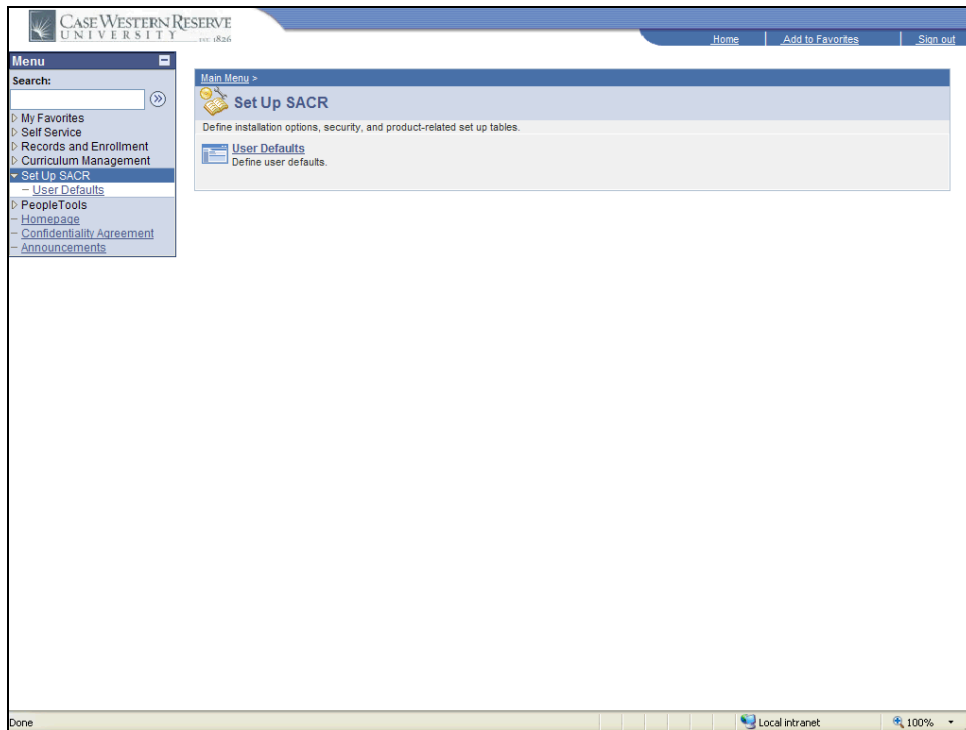 CASE WESTERN RESERVE
UNIVERSITY EST. 1826
Home Add to Favorites Sign out
Menu
Search:
My Favorites
Self Service
Records and Enrollment
Curriculum Management
Set Up SACR
User Defaults
PeopleTools
Homepage
Confidentiality Agreement
Announcements
Main Menu >
Set Up SACR
Define installation options, security, and product-related set up tables.
User Defaults
Define user defaults.
Done Local intranet 100%